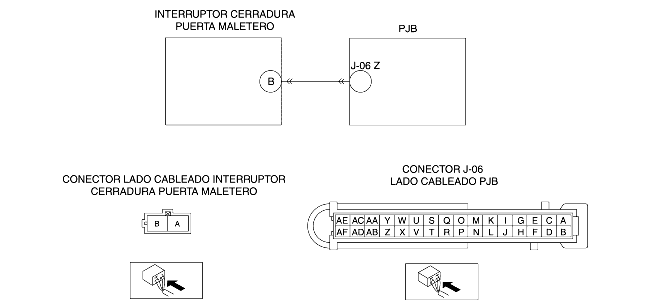 INTERRUPTOR CERRADURA
PUERTA MALETERO
PJB
J-06 Z
B
CONECTOR LADO CABLEADO INTERRUPTOR
CERRADURA PUERTA MALETERO
CONECTOR J-06
LADO CABLEADO PJB
B A
AE AC AA Y W U S Q O M K I G E C A
AF AD AB Z X V T R P N L J H F D B